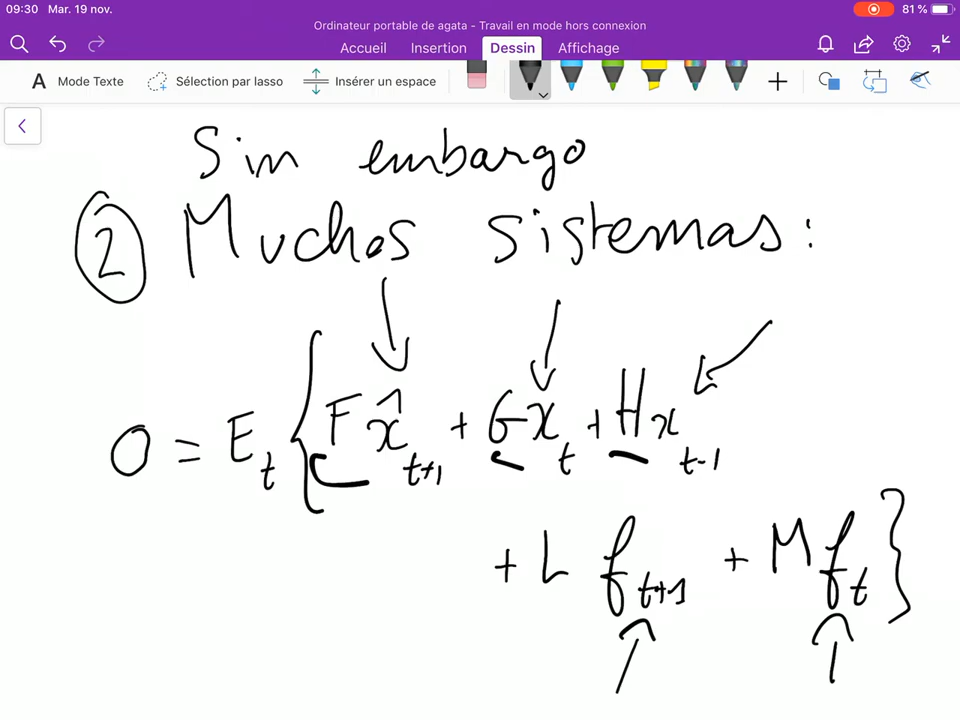 09:30 Mar. 19 nov. 81 %
Ordinateur portable de agata - Travail en mode hors connexion
Accueil Insertion Dessin Affichage
A Mode Texte Sélection par lasso Insérer un espace
Sin embargo
② Muchos sistemas:
0 = E_t { F x̂_{t+1} + G x_t + H x_{t-1}
+ L f_{t+1} + M f_t }